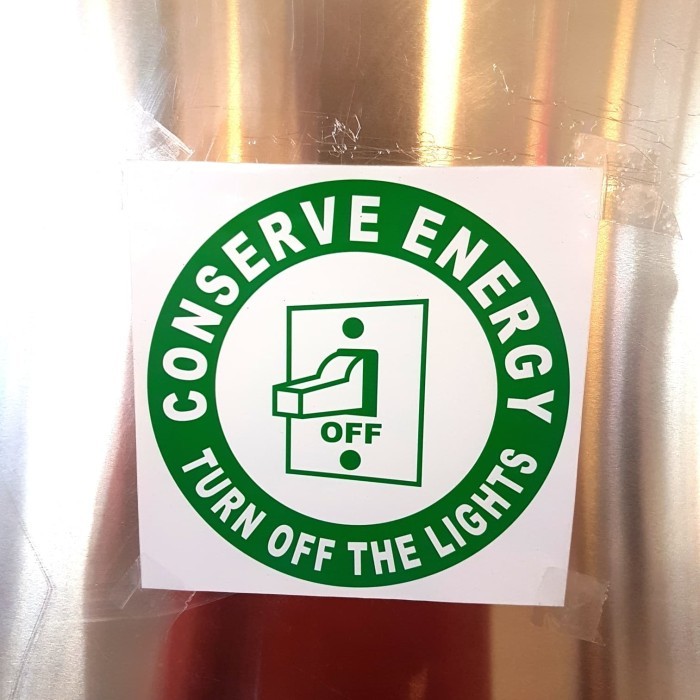 CONSERVE ENERGY
OFF
TURN OFF THE LIGHTS